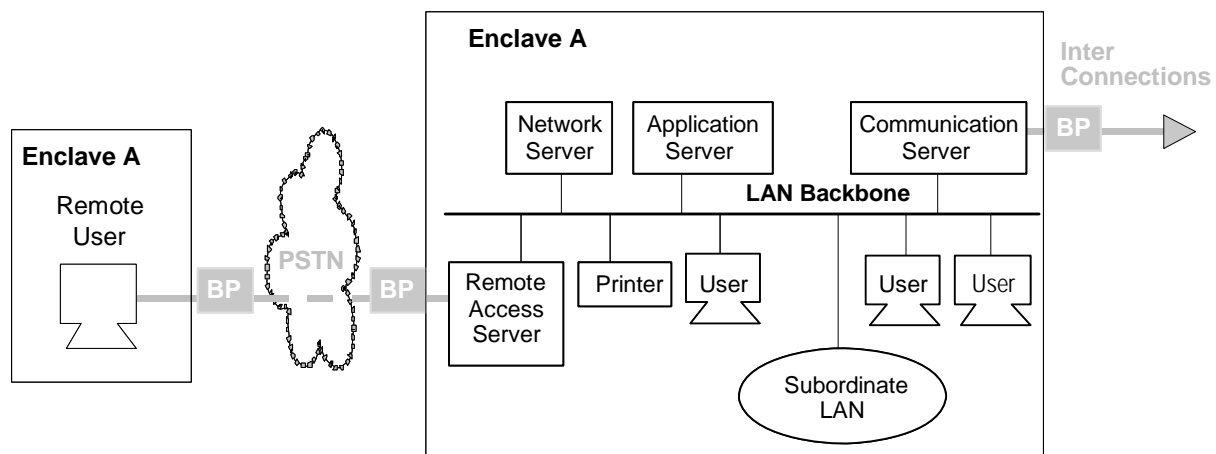 Enclave A
Remote
User
BP
PSTN
BP
Enclave A
Network
Server
Application
Server
Communication
Server
BP
Inter
Connections
LAN Backbone
Remote
Access
Server
Printer
User
User
User
Subordinate
LAN